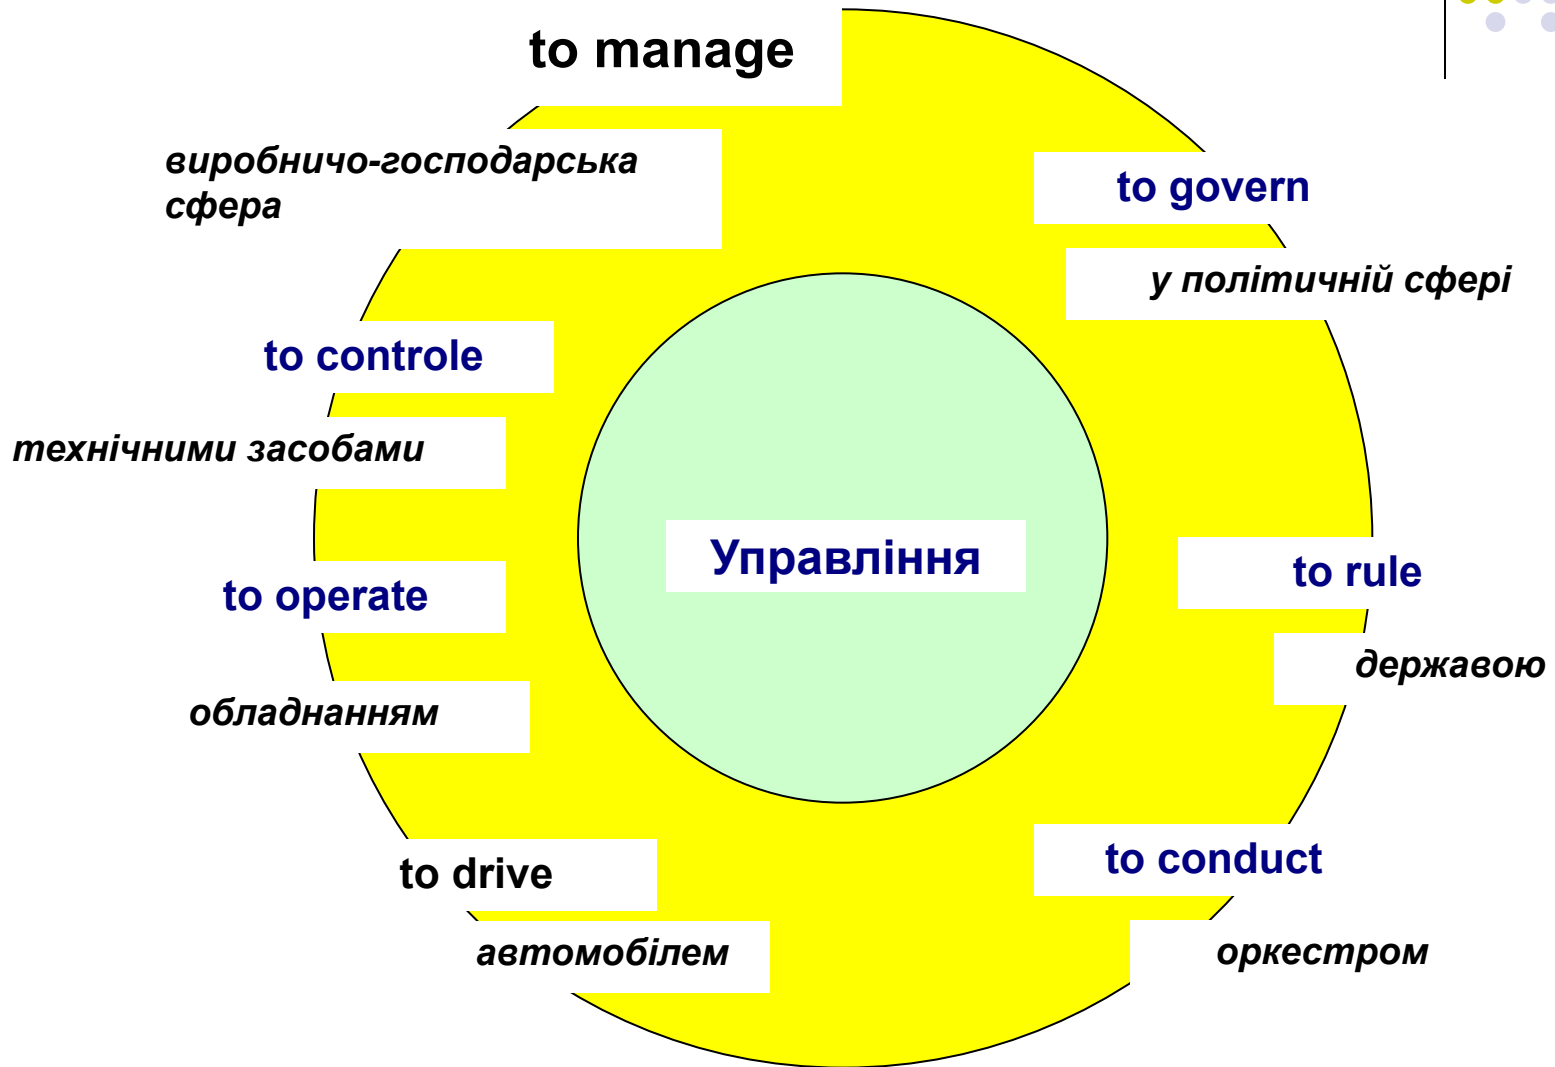 to manage
виробничо-господарська
сфера
to govern
у політичній сфері
to controle
технічними засобами
Управління
to operate
to rule
обладнанням
державою
to drive
to conduct
автомобілем
оркестром